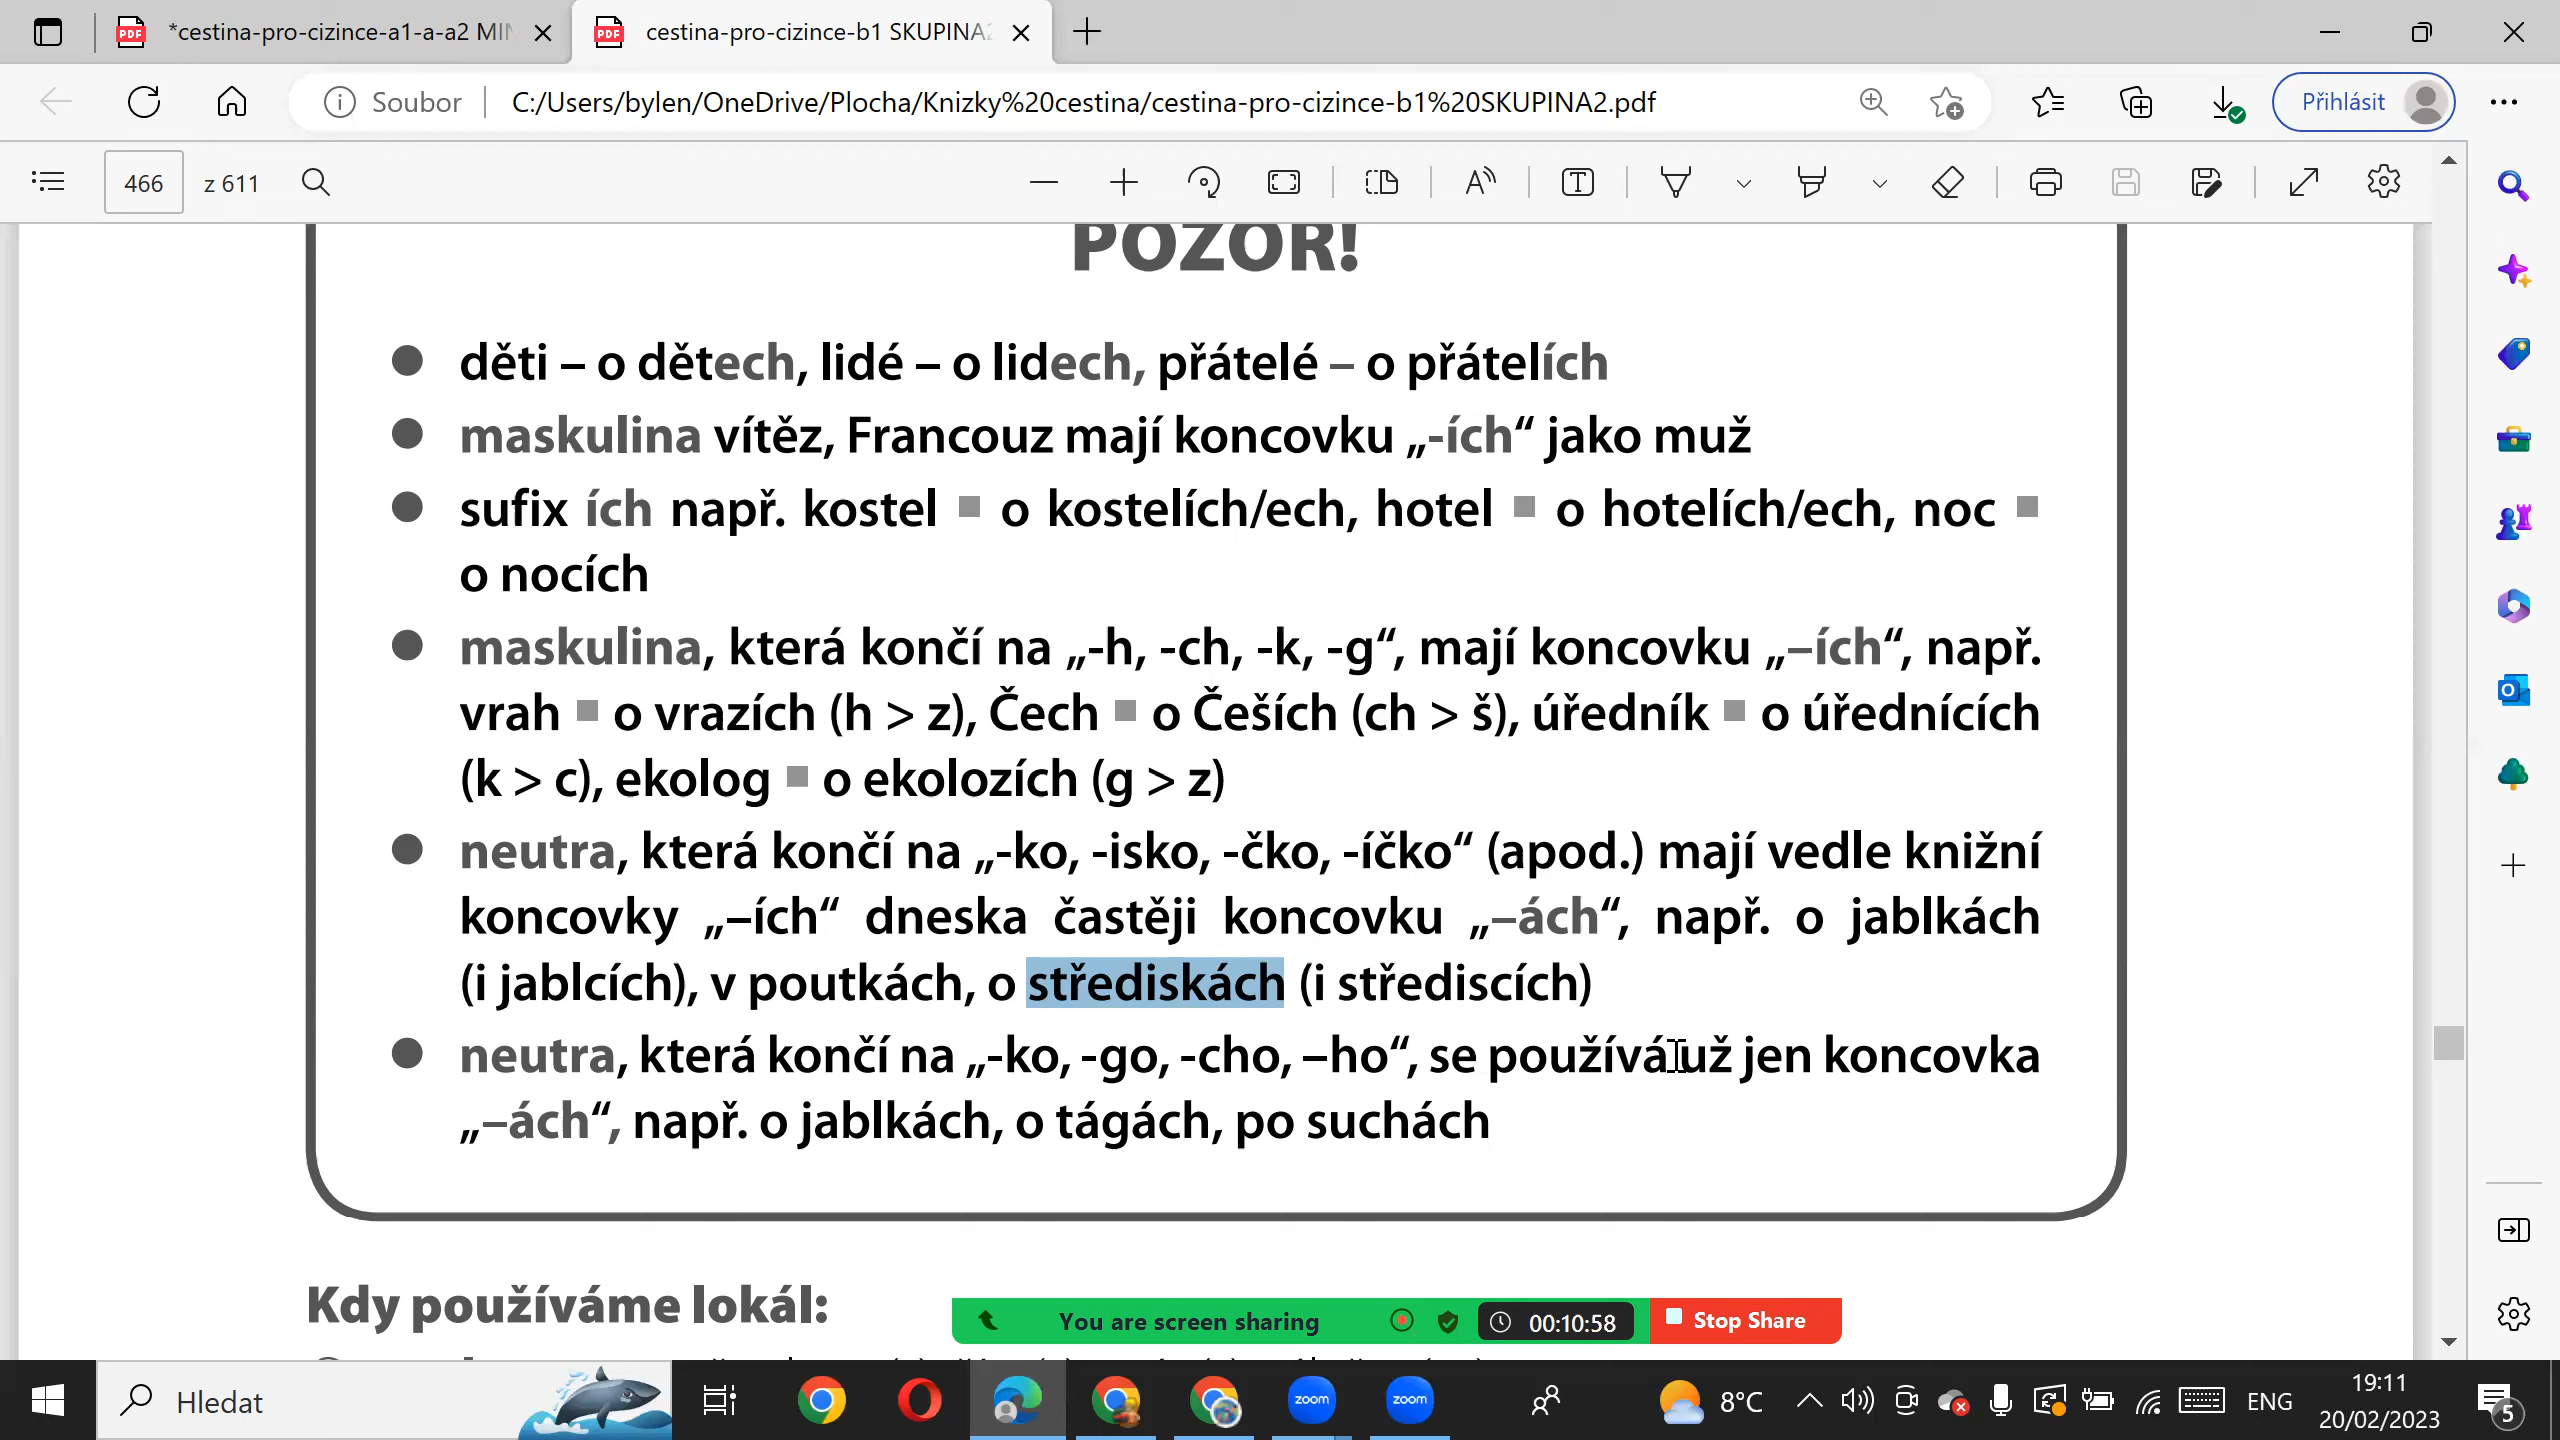 *cestina-pro-cizince-a1-a-a2 MIN
cestina-pro-cizince-b1 SKUPINA2
Soubor
C:/Users/bylen/OneDrive/Plocha/Knizky%20cestina/cestina-pro-cizince-b1%20SKUPINA2.pdf
Přihlásit
466 z 611
POZOR!
děti – o dětech, lidé – o lidech, přátelé – o přátelích
maskulina vítěz, Francouz mají koncovku „-ích“ jako muž
sufix ích např. kostel ■ o kostelích/ech, hotel ■ o hotelích/ech, noc ■
o nocích
maskulina, která končí na „-h, -ch, -k, -g“, mají koncovku „–ích“, např.
vrah ■ o vrazích (h > z), Čech ■ o Češích (ch > š), úředník ■ o úřednících
(k > c), ekolog ■ o ekolozích (g > z)
neutra, která končí na „-ko, -isko, -čko, -íčko“ (apod.) mají vedle knižní
koncovky „–ích“ dneska častěji koncovku „–ách“, např. o jablkách
(i jablcích), v poutkách, o střediskách (i střediscích)
neutra, která končí na „-ko, -go, -cho, –ho“, se používá už jen koncovka
„–ách“, např. o jablkách, o tágách, po suchách
Kdy používáme lokál:
You are screen sharing
00:10:58
Stop Share
Hledat
zoom
zoom
8°C
ENG
19:11
20/02/2023
5